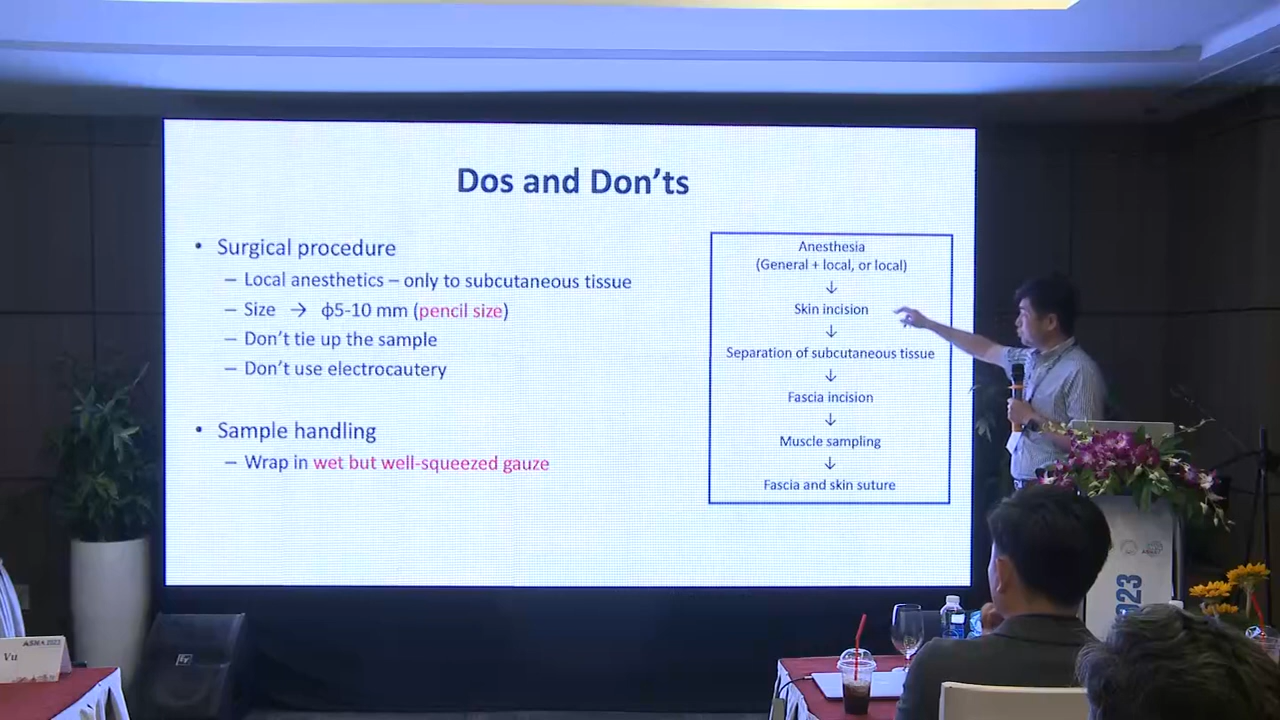 Dos and Don'ts
• Surgical procedure
– Local anesthetics – only to subcutaneous tissue
– Size → ϕ5-10 mm (pencil size)
– Don't tie up the sample
– Don't use electrocautery
• Sample handling
– Wrap in wet but well-squeezed gauze
Anesthesia
(General + local, or local)
↓
Skin incision
↓
Separation of subcutaneous tissue
↓
Fascia incision
↓
Muscle sampling
↓
Fascia and skin suture
Vu
023